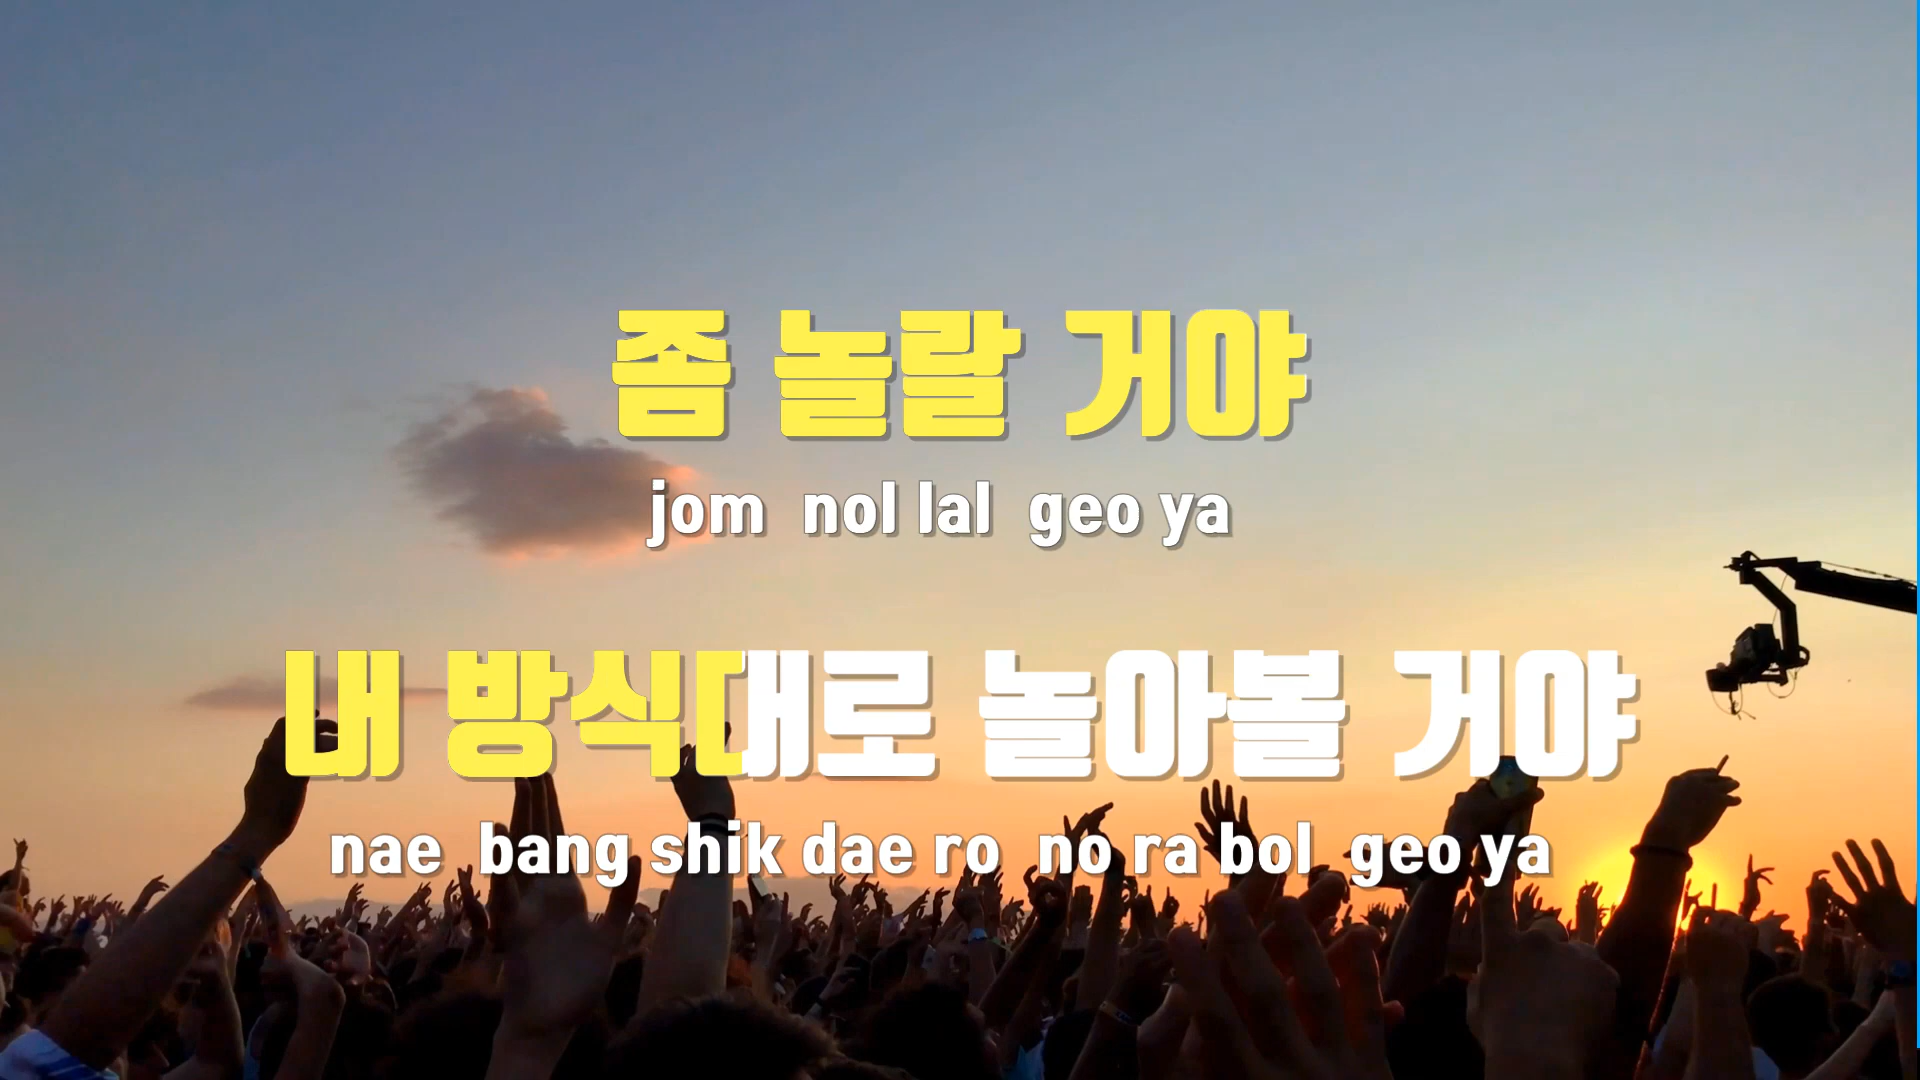 좀 놀랄 거야
jom nol lal geo ya
내 방식대로 놀아볼 거야
nae bang shik dae ro no ra bol geo ya